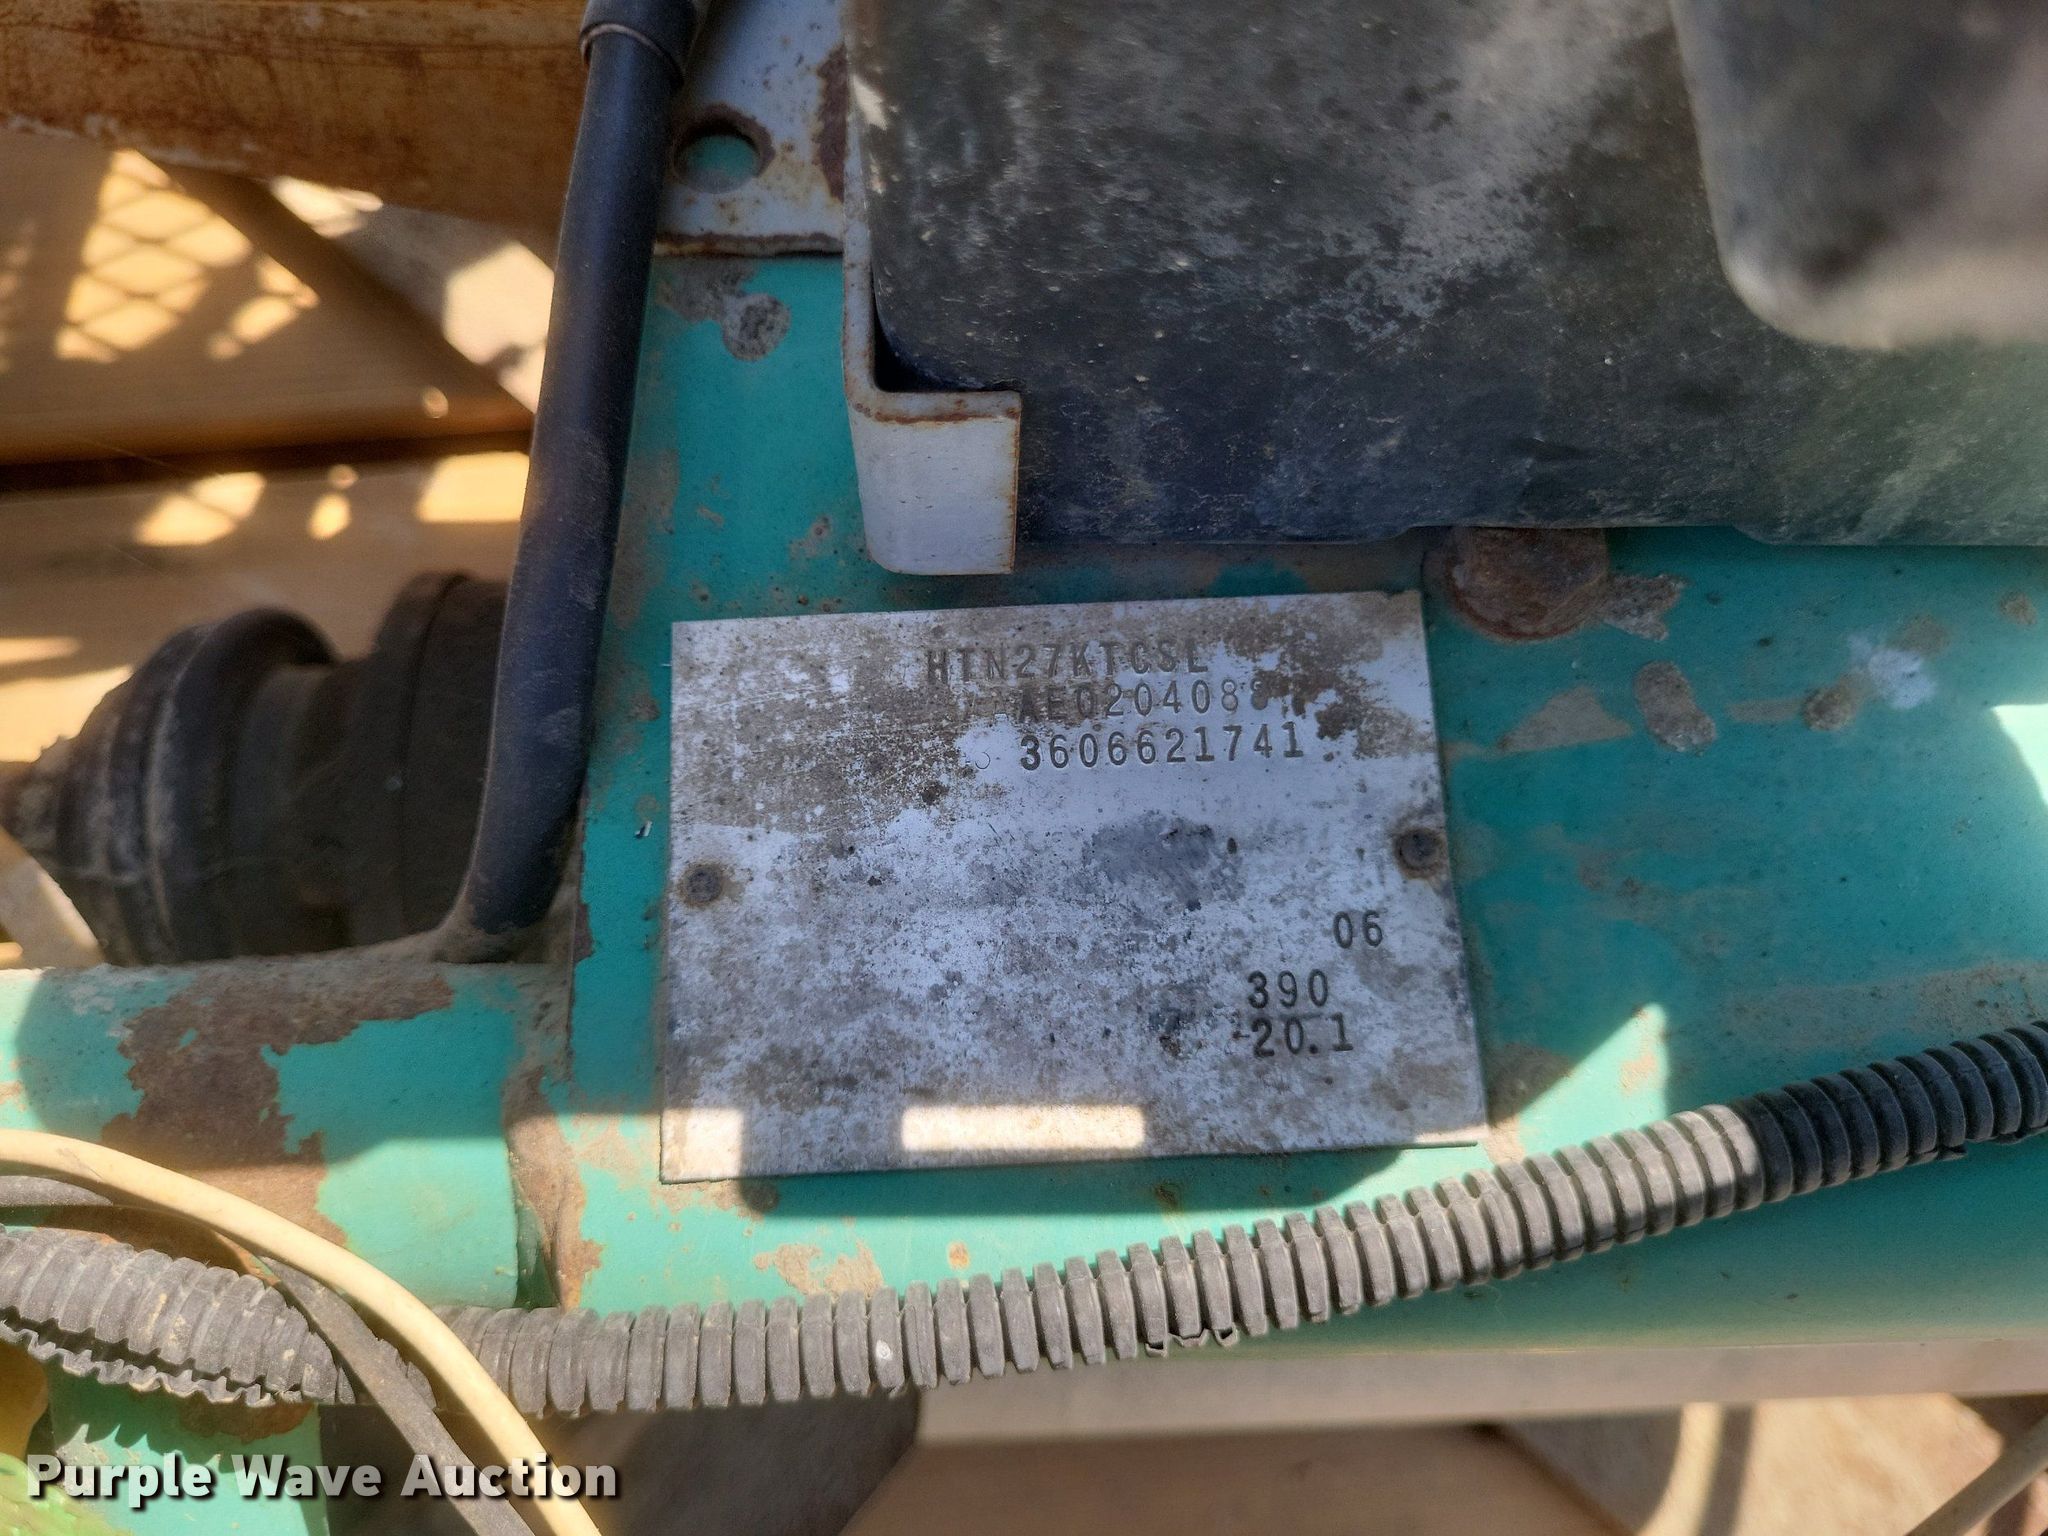 HTN27KTCSL
AE0204088
3606621741
06
390
20.1
Purple Wave Auction